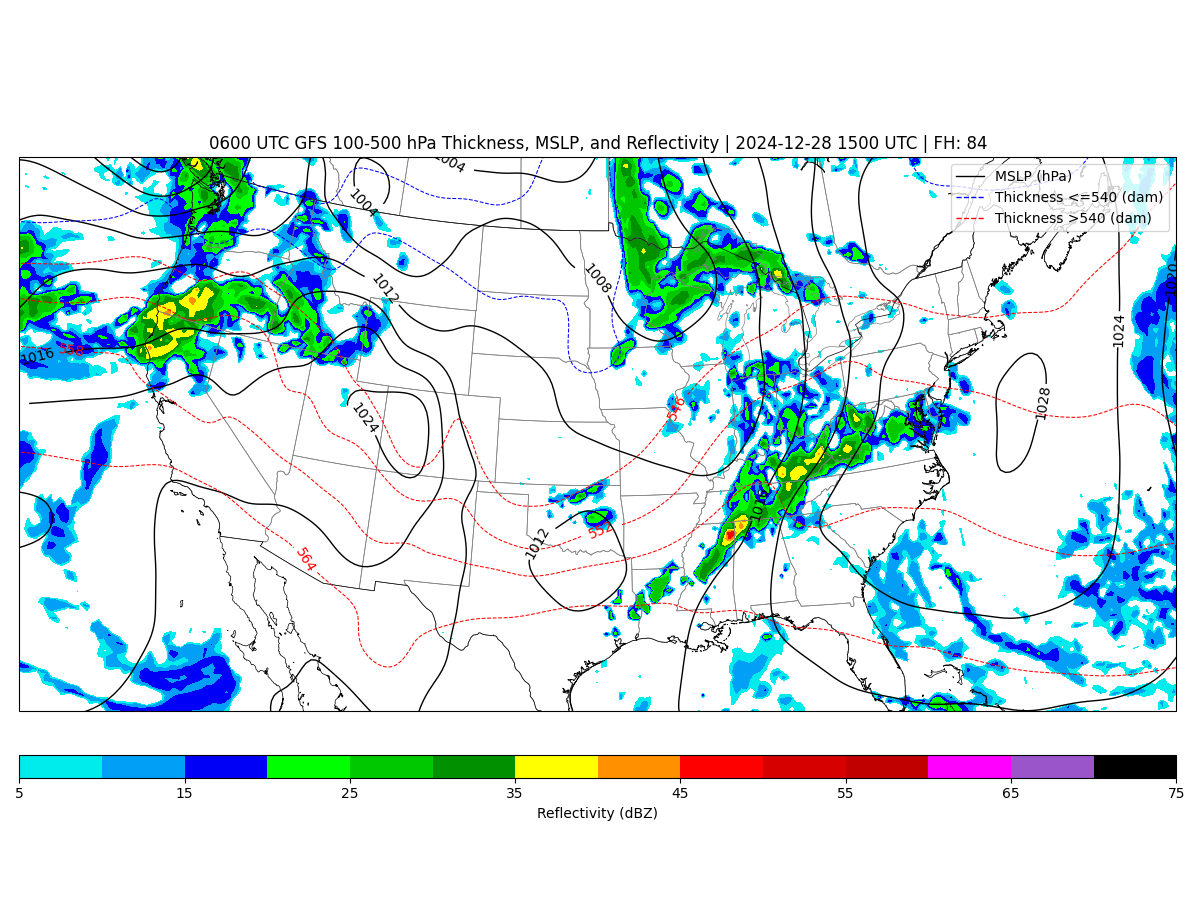 0600 UTC GFS 100-500 hPa Thickness, MSLP, and Reflectivity | 2024-12-28 1500 UTC | FH: 84
MSLP (hPa)
Thickness <=540 (dam)
Thickness >540 (dam)
1004
1004
1008
1012
1020
1024
1016
1028
1024
546
1012
552
564
5 15 25 35 45 55 65 75
Reflectivity (dBZ)